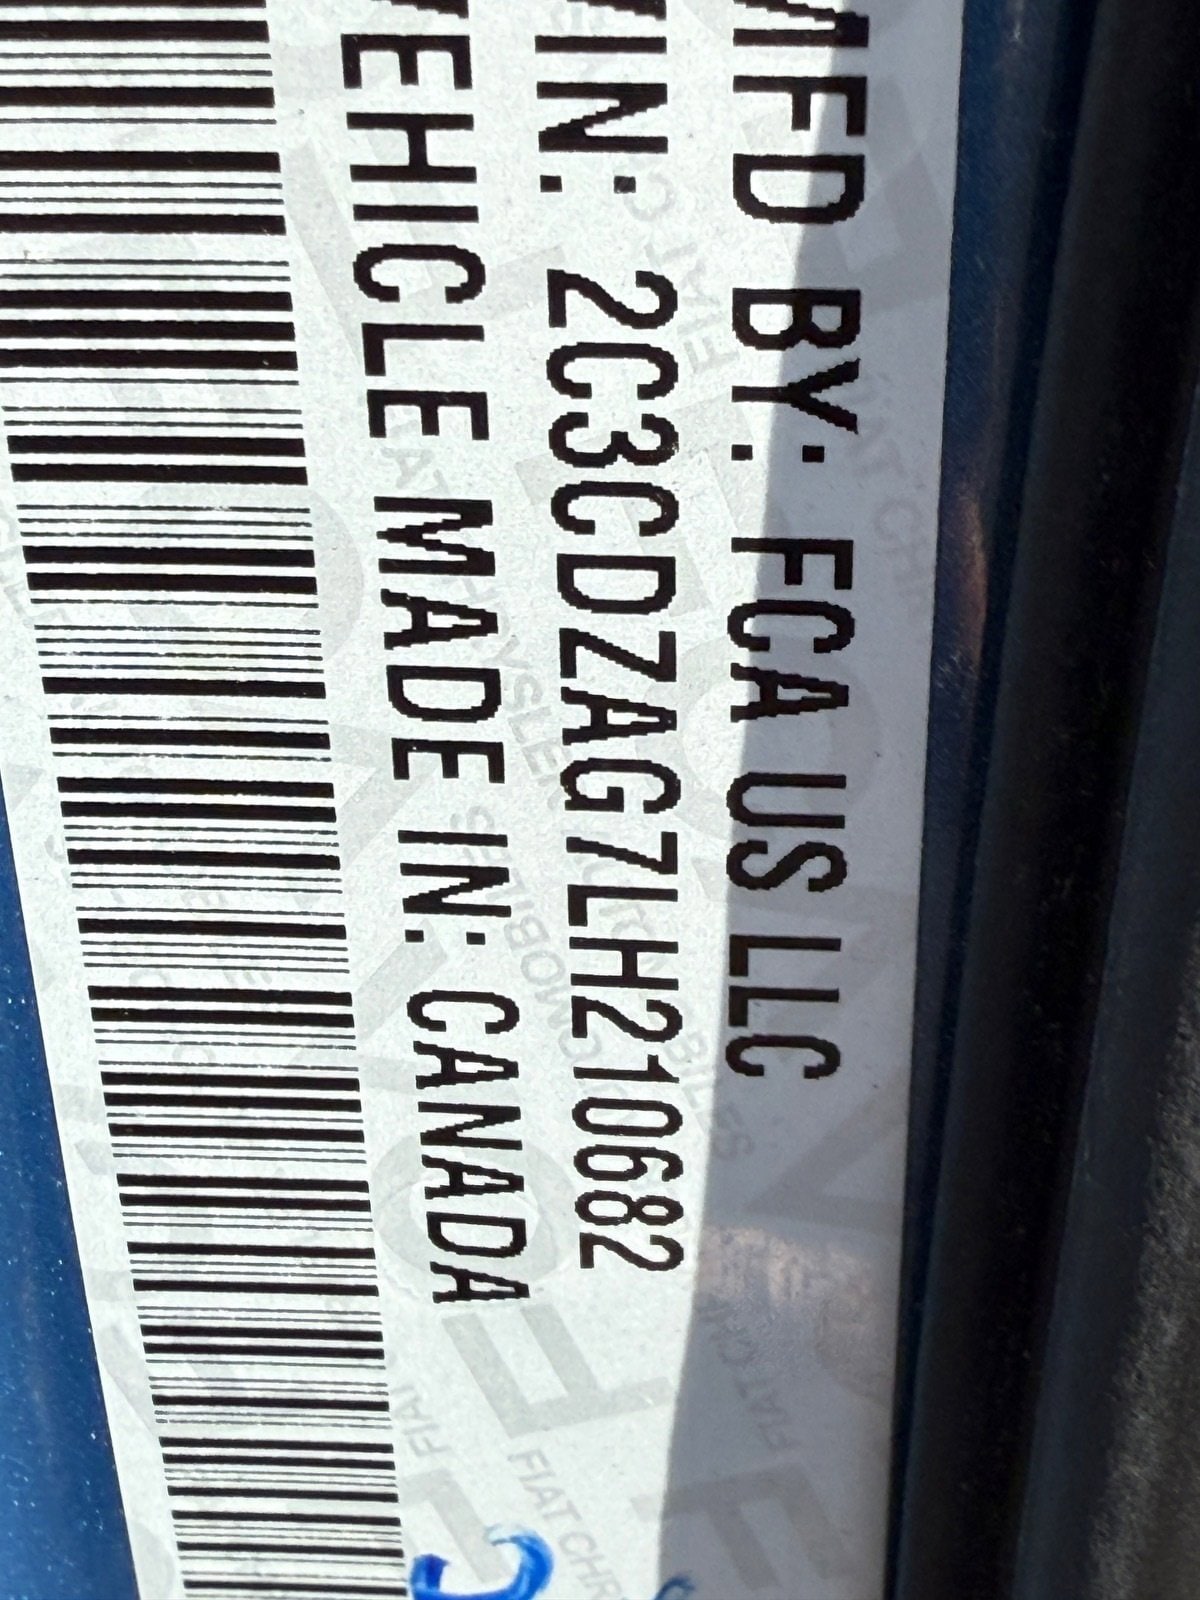 MFD BY: FCA US LLC
VIN: 2C3CDZAG7LH210682
VEHICLE MADE IN: CANADA